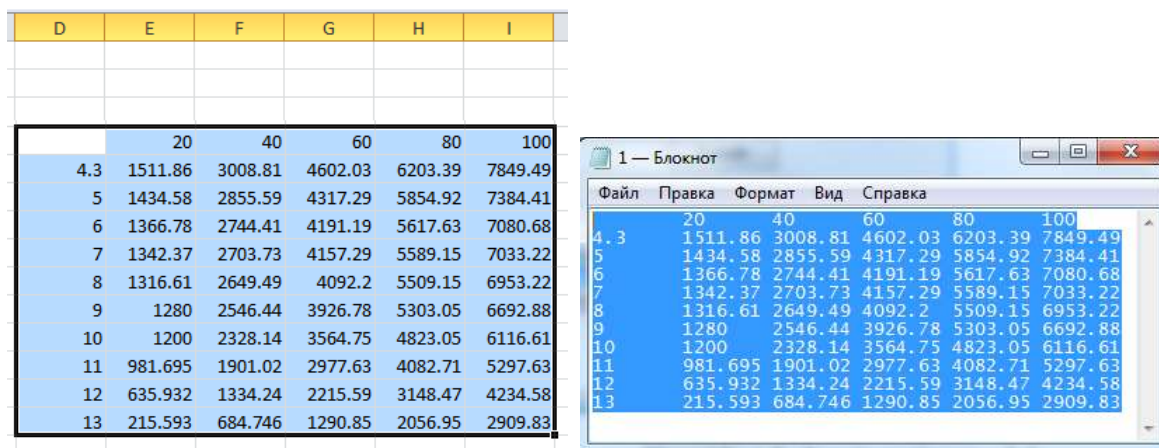 D E F G H I
20 40 60 80 100
4.3 1511.86 3008.81 4602.03 6203.39 7849.49
5 1434.58 2855.59 4317.29 5854.92 7384.41
6 1366.78 2744.41 4191.19 5617.63 7080.68
7 1342.37 2703.73 4157.29 5589.15 7033.22
8 1316.61 2649.49 4092.2 5509.15 6953.22
9 1280 2546.44 3926.78 5303.05 6692.88
10 1200 2328.14 3564.75 4823.05 6116.61
11 981.695 1901.02 2977.63 4082.71 5297.63
12 635.932 1334.24 2215.59 3148.47 4234.58
13 215.593 684.746 1290.85 2056.95 2909.83
1 — Блокнот
Файл Правка Формат Вид Справка
20 40 60 80 100
4.3 1511.86 3008.81 4602.03 6203.39 7849.49
5 1434.58 2855.59 4317.29 5854.92 7384.41
6 1366.78 2744.41 4191.19 5617.63 7080.68
7 1342.37 2703.73 4157.29 5589.15 7033.22
8 1316.61 2649.49 4092.2 5509.15 6953.22
9 1280 2546.44 3926.78 5303.05 6692.88
10 1200 2328.14 3564.75 4823.05 6116.61
11 981.695 1901.02 2977.63 4082.71 5297.63
12 635.932 1334.24 2215.59 3148.47 4234.58
13 215.593 684.746 1290.85 2056.95 2909.83